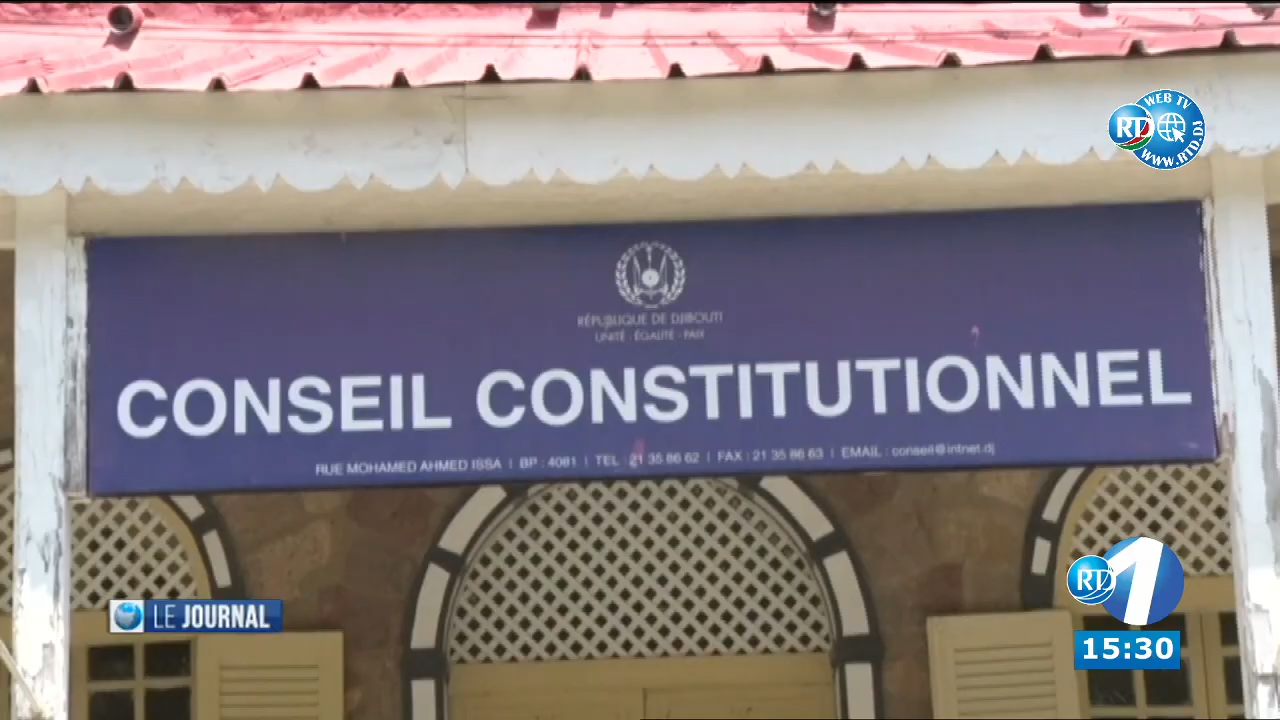 WEB TV
RTD
WWW.RTD.DJ
RÉPUBLIQUE DE DJIBOUTI
UNITÉ - ÉGALITÉ - PAIX
CONSEIL CONSTITUTIONNEL
RUE MOHAMED AHMED ISSA | BP : 4081 | TEL : 21 35 86 62 | FAX : 21 35 86 63 | EMAIL : conseil@intnet.dj
LE JOURNAL
RTD 1
15:30